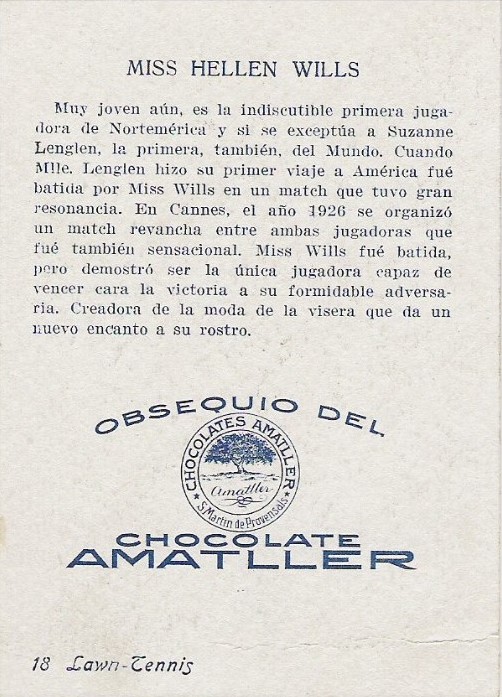 MISS HELLEN WILLS
Muy joven aún, es la indiscutible primera juga-
dora de Norteamérica y si se exceptúa a Suzanne
Lenglen, la primera, también, del Mundo. Cuando
Mlle. Lenglen hizo su primer viaje a América fué
batida por Miss Wills en un match que tuvo gran
resonancia. En Cannes, el año 1926 se organizó
un match revancha entre ambas jugadoras que
fué también sensacional. Miss Wills fué batida,
pero demostró ser la única jugadora capaz de
vencer cara la victoria a su formidable adversa-
ria. Creadora de la moda de la visera que da un
nuevo encanto a su rostro.
OBSEQUIO DEL
CHOCOLATES AMATLLER
Amatller
S. Martín de Provensals
CHOCOLATE
AMATLLER
18 Lawn-Tennis